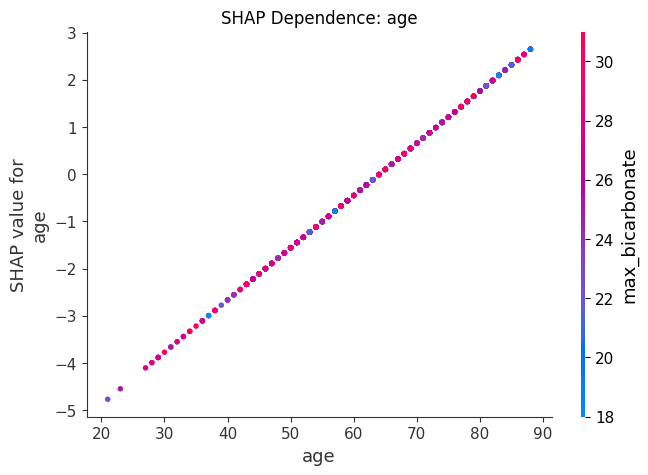 SHAP Dependence: age
3
2
1
0
−1
−2
−3
−4
−5
SHAP value for
age
20 30 40 50 60 70 80 90
age
30
28
26
24
22
20
18
max_bicarbonate